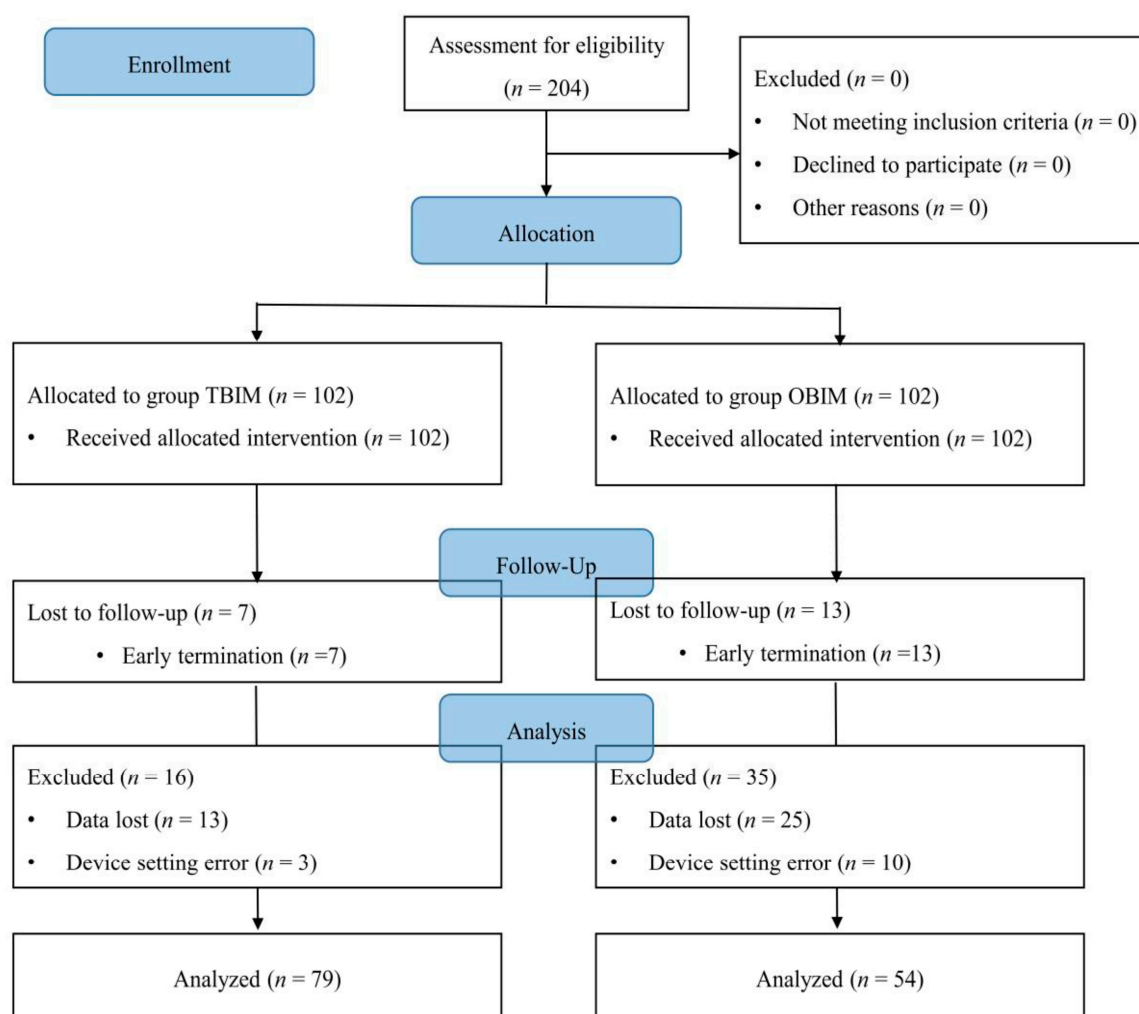 Enrollment
Assessment for eligibility
(n = 204)
Excluded (n = 0)
• Not meeting inclusion criteria (n = 0)
• Declined to participate (n = 0)
• Other reasons (n = 0)
Allocation
Allocated to group TBIM (n = 102)
• Received allocated intervention (n = 102)
Allocated to group OBIM (n = 102)
• Received allocated intervention (n = 102)
Follow-Up
Lost to follow-up (n = 7)
• Early termination (n =7)
Lost to follow-up (n = 13)
• Early termination (n =13)
Analysis
Excluded (n = 16)
• Data lost (n = 13)
• Device setting error (n = 3)
Excluded (n = 35)
• Data lost (n = 25)
• Device setting error (n = 10)
Analyzed (n = 79)
Analyzed (n = 54)